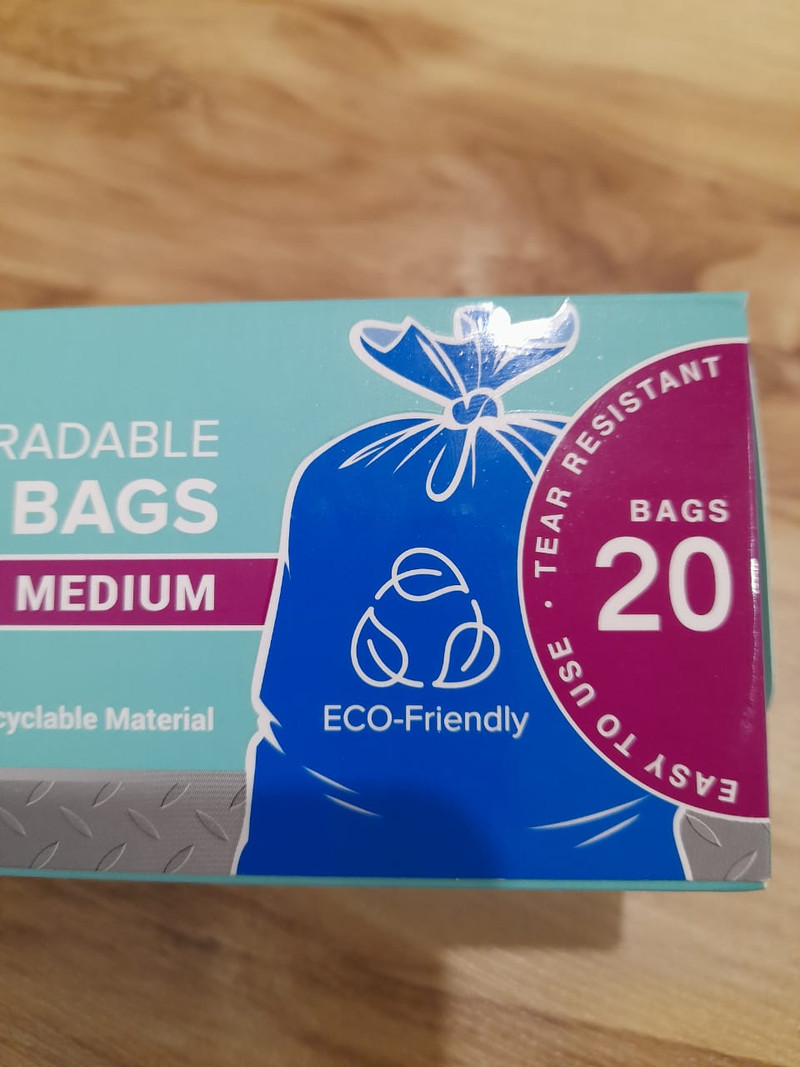 RADABLE
BAGS
MEDIUM
cyclable Material
ECO-Friendly
EASY TO USE · TEAR RESISTANT
BAGS
20